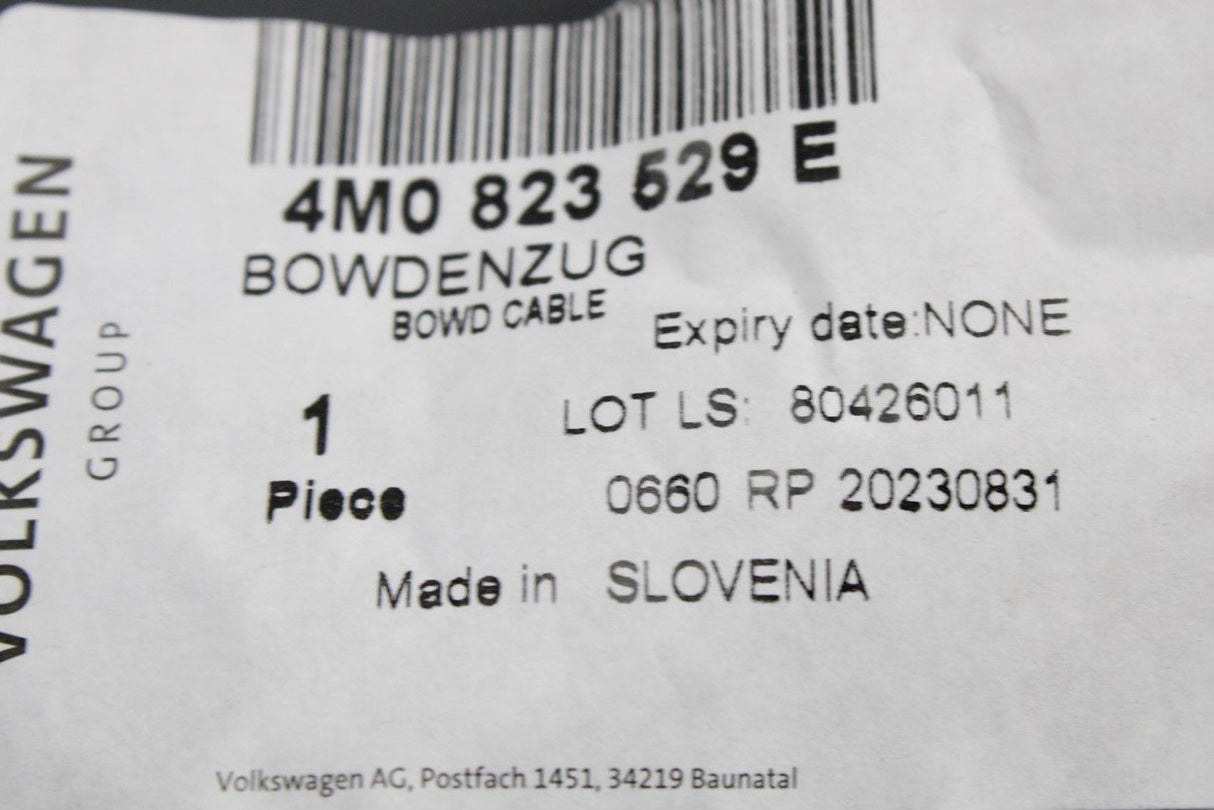 VOLKSWAGEN
GROUP
4M0 823 529 E
BOWDENZUG
BOWD CABLE
Expiry date:NONE
1
LOT LS: 80426011
Piece
0660 RP 20230831
Made in SLOVENIA
Volkswagen AG, Postfach 1451, 34219 Baunatal